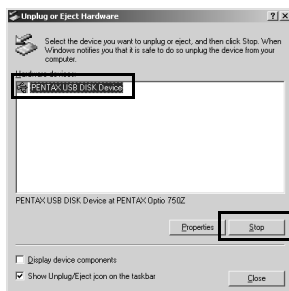 Unplug or Eject Hardware
Select the device you want to unplug or eject, and then click Stop. When
Windows notifies you that it is safe to do so unplug the device from your
computer.
Hardware devices:
PENTAX USB DISK Device
PENTAX USB DISK Device at PENTAX Optio 750Z
Properties
Stop
Display device components
Show Unplug/Eject icon on the taskbar
Close